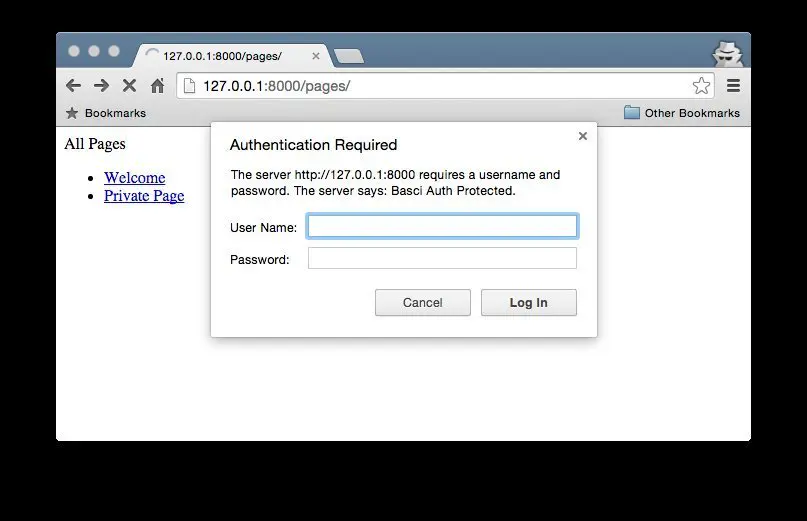 127.0.0.1:8000/pages/
127.0.0.1:8000/pages/
Bookmarks
Other Bookmarks
All Pages
Welcome
Private Page
Authentication Required
The server http://127.0.0.1:8000 requires a username and
password. The server says: Basci Auth Protected.
User Name:
Password:
Cancel
Log In